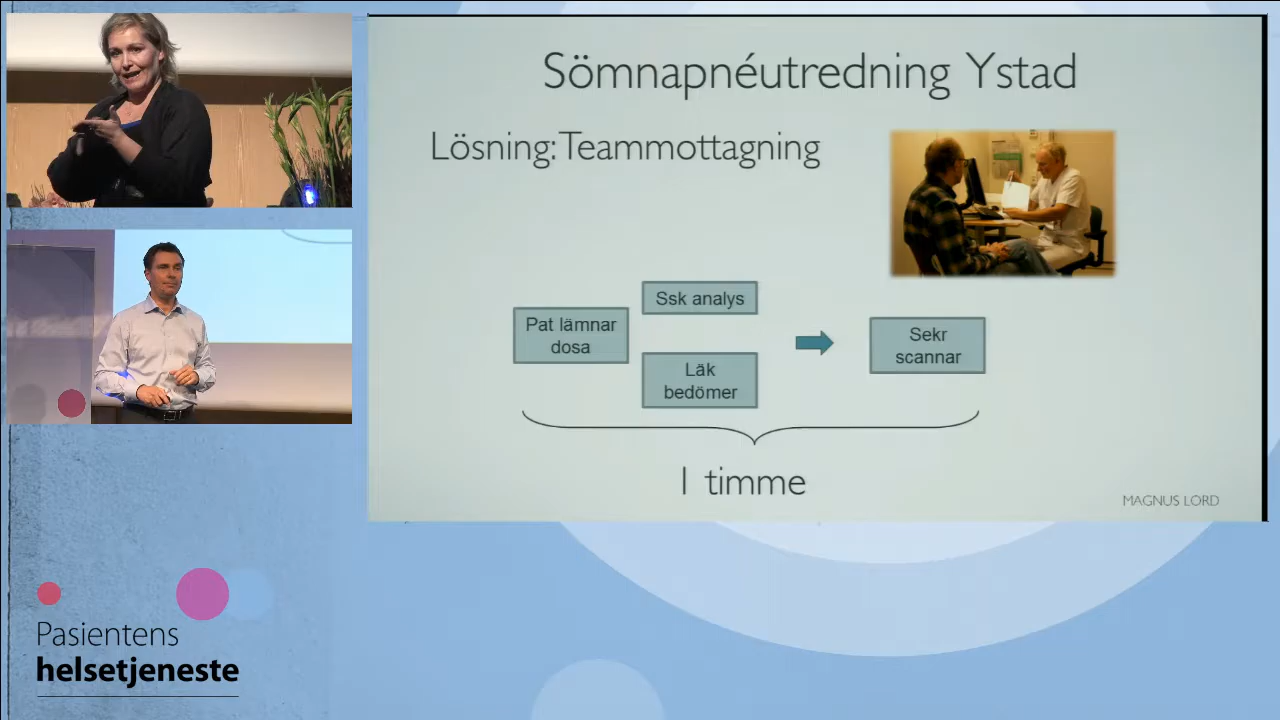 Sömnapnéutredning Ystad
Lösning: Teammottagning
Ssk analys
Pat lämnar
dosa
Läk
bedömer
Sekr
scannar
1 timme
MAGNUS LORD
Pasientens
helsetjeneste